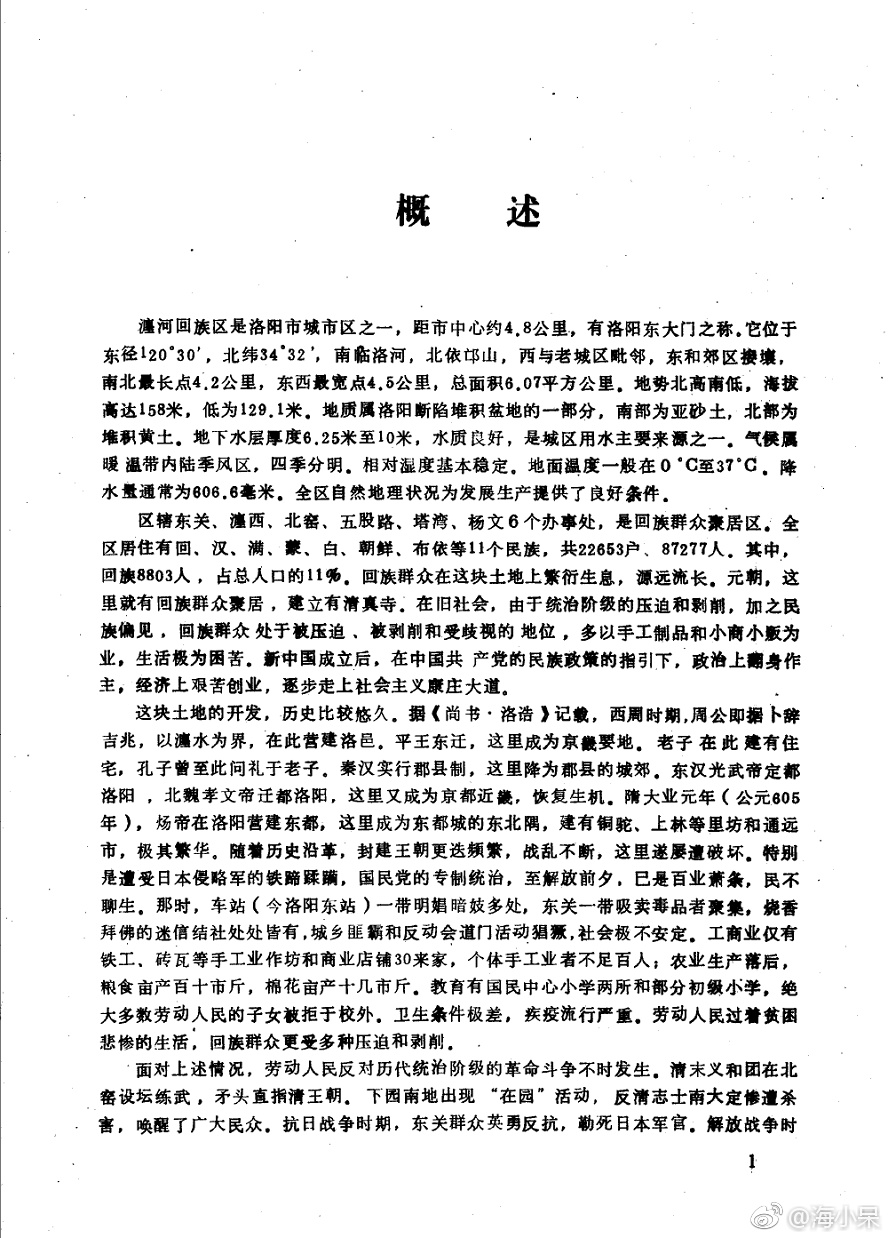 概 述
瀍河回族区是洛阳市城市区之一，距市中心约4.8公里，有洛阳东大门之称。它位于
东径120°30′，北纬34°32′，南临洛河，北依邙山，西与老城区毗邻，东和郊区接壤，
南北最长点4.2公里，东西最宽点4.5公里，总面积6.07平方公里。地势北高南低，海拔
高达158米，低为129.1米。地质属洛阳断陷堆积盆地的一部分，南部为亚砂土，北部为
堆积黄土。地下水层厚度6.25米至10米，水质良好，是城区用水主要来源之一。气侯属
暖温带内陆季风区，四季分明。相对湿度基本稳定。地面温度一般在0°C至37°C。降
水量通常为606.6毫米。全区自然地理状况为发展生产提供了良好条件。
区辖东关、瀍西、北窑、五股路、塔湾、杨文6个办事处，是回族群众聚居区。全
区居住有回、汉、满、蒙、白、朝鲜、布依等11个民族，共22653户、87277人。其中，
回族8803人，占总人口的11%。回族群众在这块土地上繁衍生息，源远流长。元朝，这
里就有回族群众聚居，建立有清真寺。在旧社会，由于统治阶级的压迫和剥削，加之民
族偏见，回族群众处于被压迫、被剥削和受歧视的地位，多以手工制品和小商小贩为
业，生活极为困苦。新中国成立后，在中国共产党的民族政策的指引下，政治上翻身作
主，经济上艰苦创业，逐步走上社会主义康庄大道。
这块土地的开发，历史比较悠久。据《尚书·洛浩》记载，西周时期，周公即据卜辞
吉兆，以瀍水为界，在此营建洛邑。平王东迁，这里成为京畿要地。老子在此建有住
宅，孔子曾至此问礼于老子。秦汉实行郡县制，这里降为郡县的城郊。东汉光武帝定都
洛阳，北魏孝文帝迁都洛阳，这里又成为京都近畿，恢复生机。隋大业元年（公元605
年），炀帝在洛阳营建东都，这里成为东都城的东北隅，建有铜驼、上林等里坊和通远
市，极其繁华。随着历史沿革，封建王朝更迭频繁，战乱不断，这里遂屡遭破坏。特别
是遭受日本侵略军的铁蹄蹂躏，国民党的专制统治，至解放前夕，已是百业萧条，民不
聊生。那时，车站（今洛阳东站）一带明娼暗妓多处，东关一带吸卖毒品者聚集，烧香
拜佛的迷信结社处处皆有，城乡匪霸和反动会道门活动猖獗，社会极不安定。工商业仅有
铁工、砖瓦等手工业作坊和商业店铺30来家，个体手工业者不足百人；农业生产落后，
粮食亩产百十市斤，棉花亩产十几市斤。教育有国民中心小学两所和部分初级小学，绝
大多数劳动人民的子女被拒于校外。卫生条件极差，疾疫流行严重。劳动人民过着贫困
悲惨的生活，回族群众更受多种压迫和剥削。
面对上述情况，劳动人民反对历代统治阶级的革命斗争不时发生。清末义和团在北
窑设坛练武，矛头直指清王朝。下园南地出现“在园”活动，反清志士南大定惨遭杀
害，唤醒了广大民众。抗日战争时期，东关群众英勇反抗，勒死日本军官。解放战争时
1
@海小呆